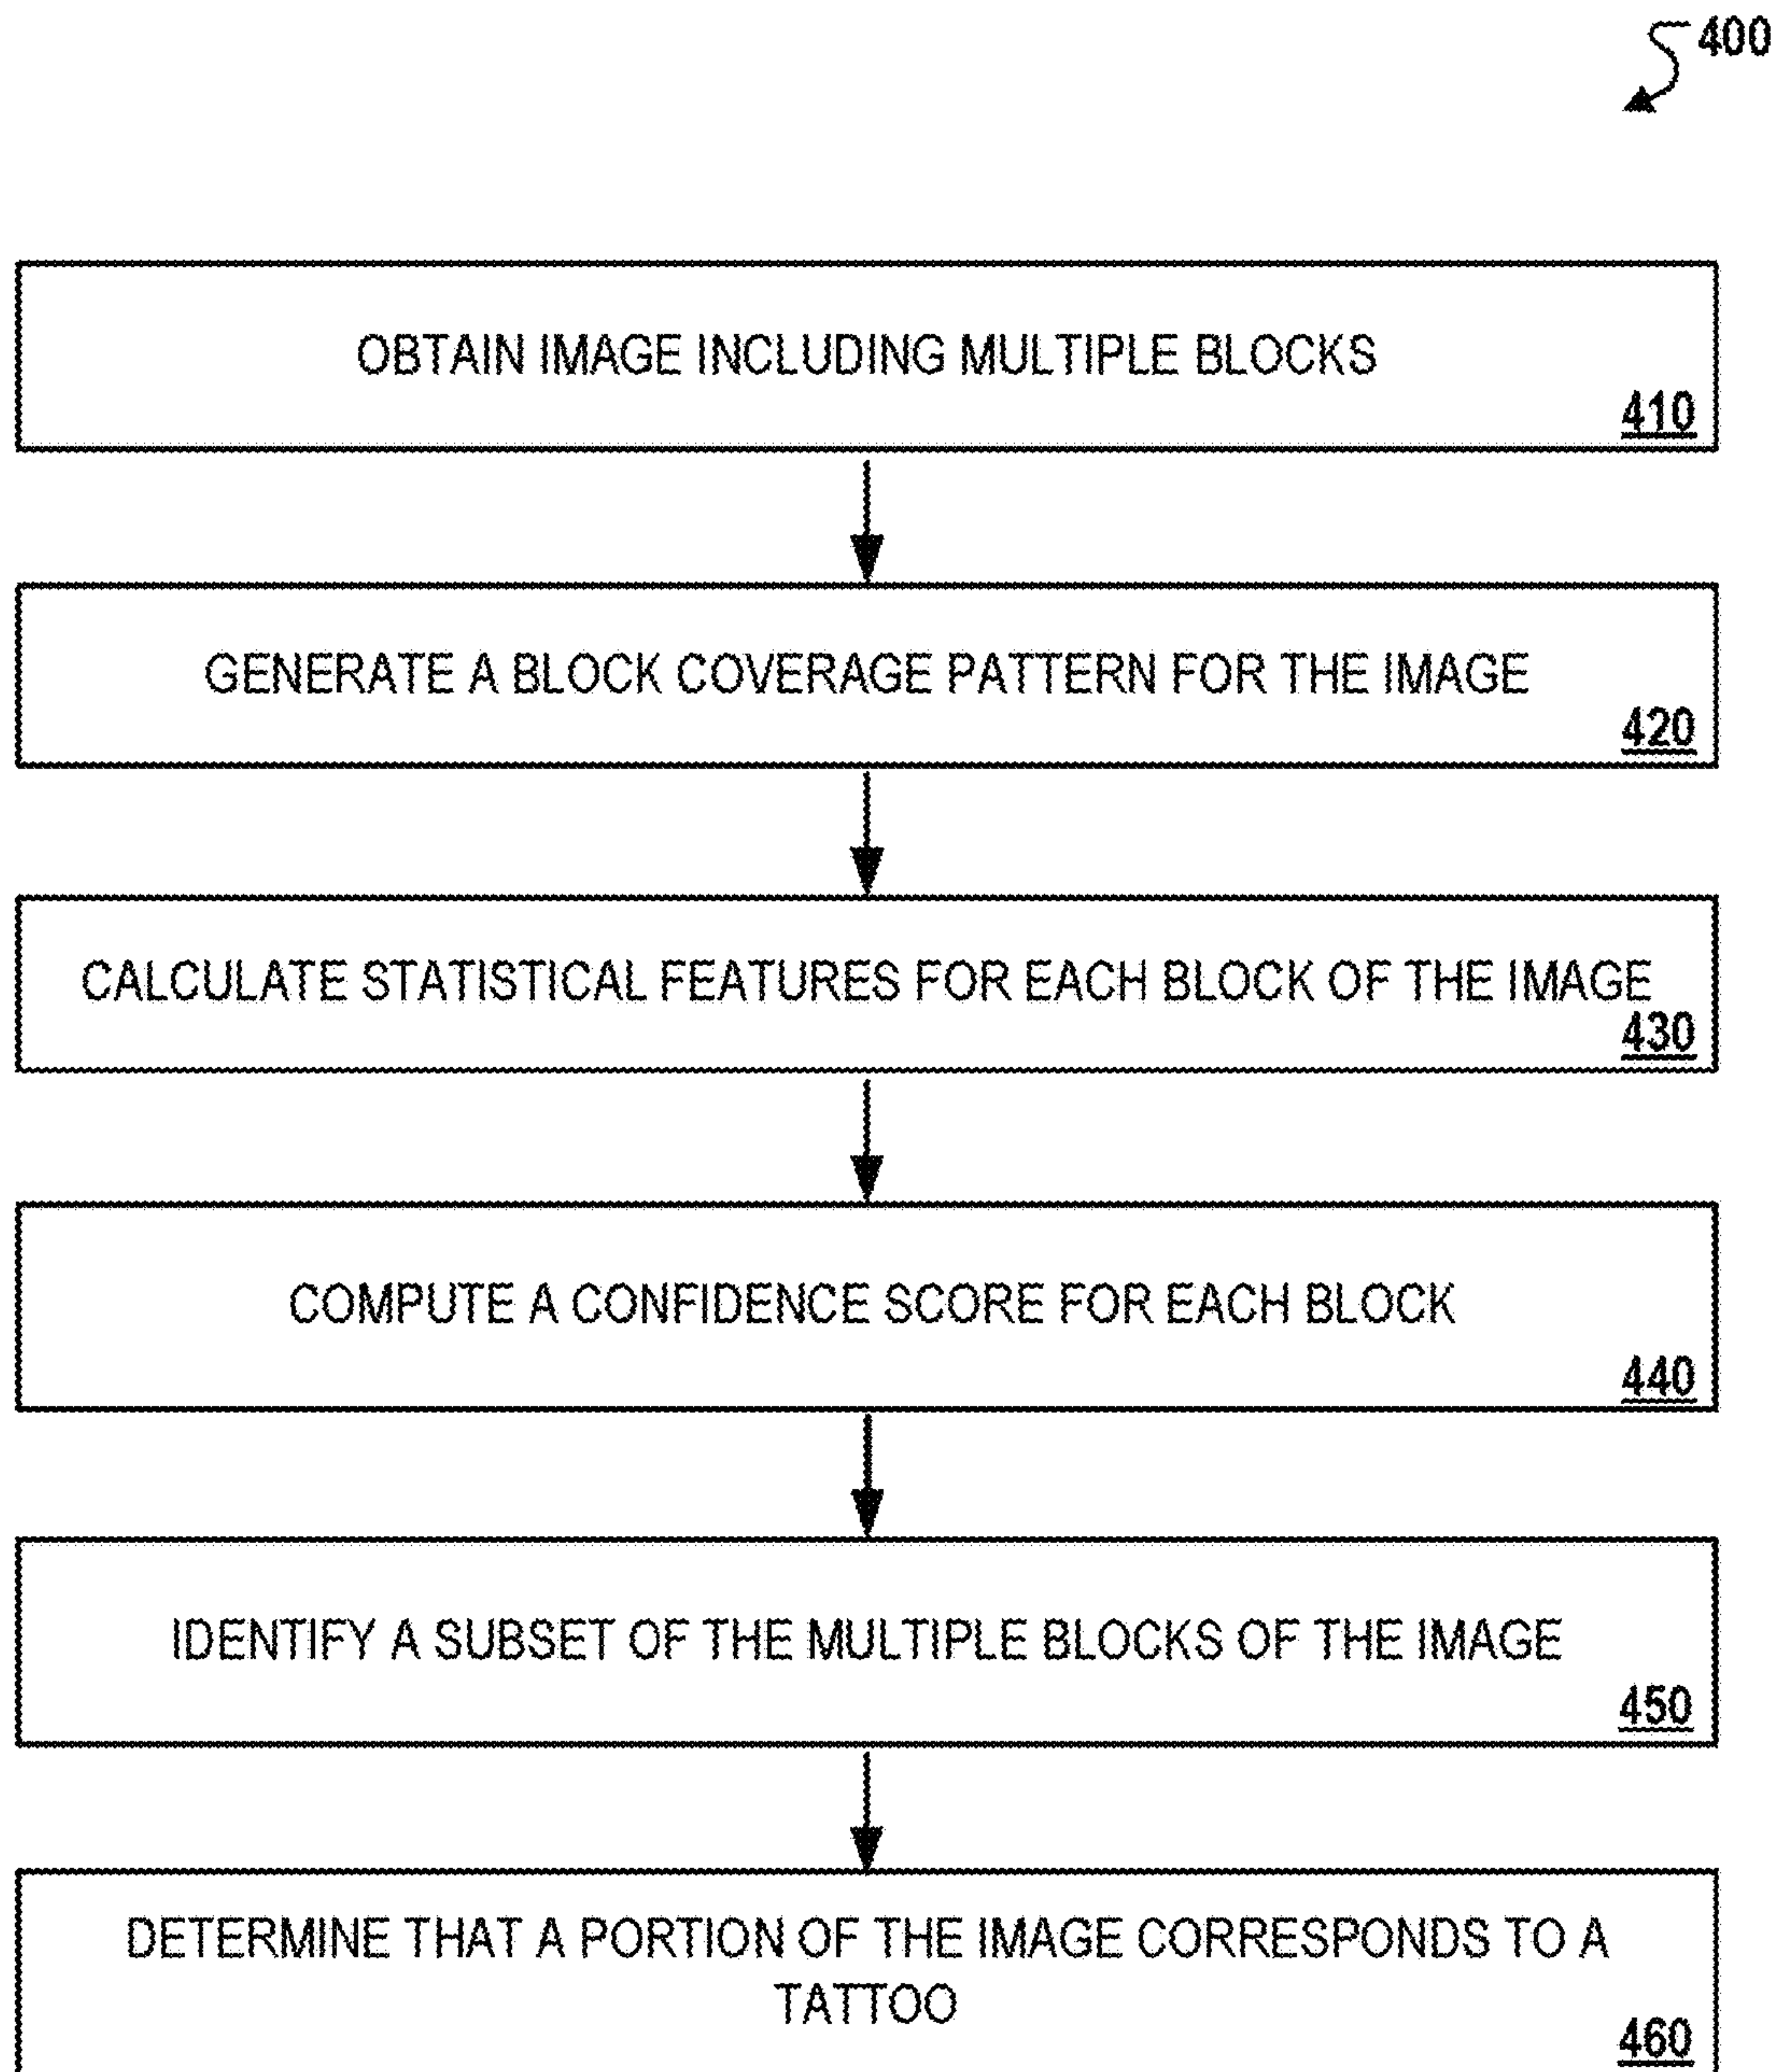 400
OBTAIN IMAGE INCLUDING MULTIPLE BLOCKS
410
GENERATE A BLOCK COVERAGE PATTERN FOR THE IMAGE
420
CALCULATE STATISTICAL FEATURES FOR EACH BLOCK OF THE IMAGE
430
COMPUTE A CONFIDENCE SCORE FOR EACH BLOCK
440
IDENTIFY A SUBSET OF THE MULTIPLE BLOCKS OF THE IMAGE
450
DETERMINE THAT A PORTION OF THE IMAGE CORRESPONDS TO A
TATTOO
460